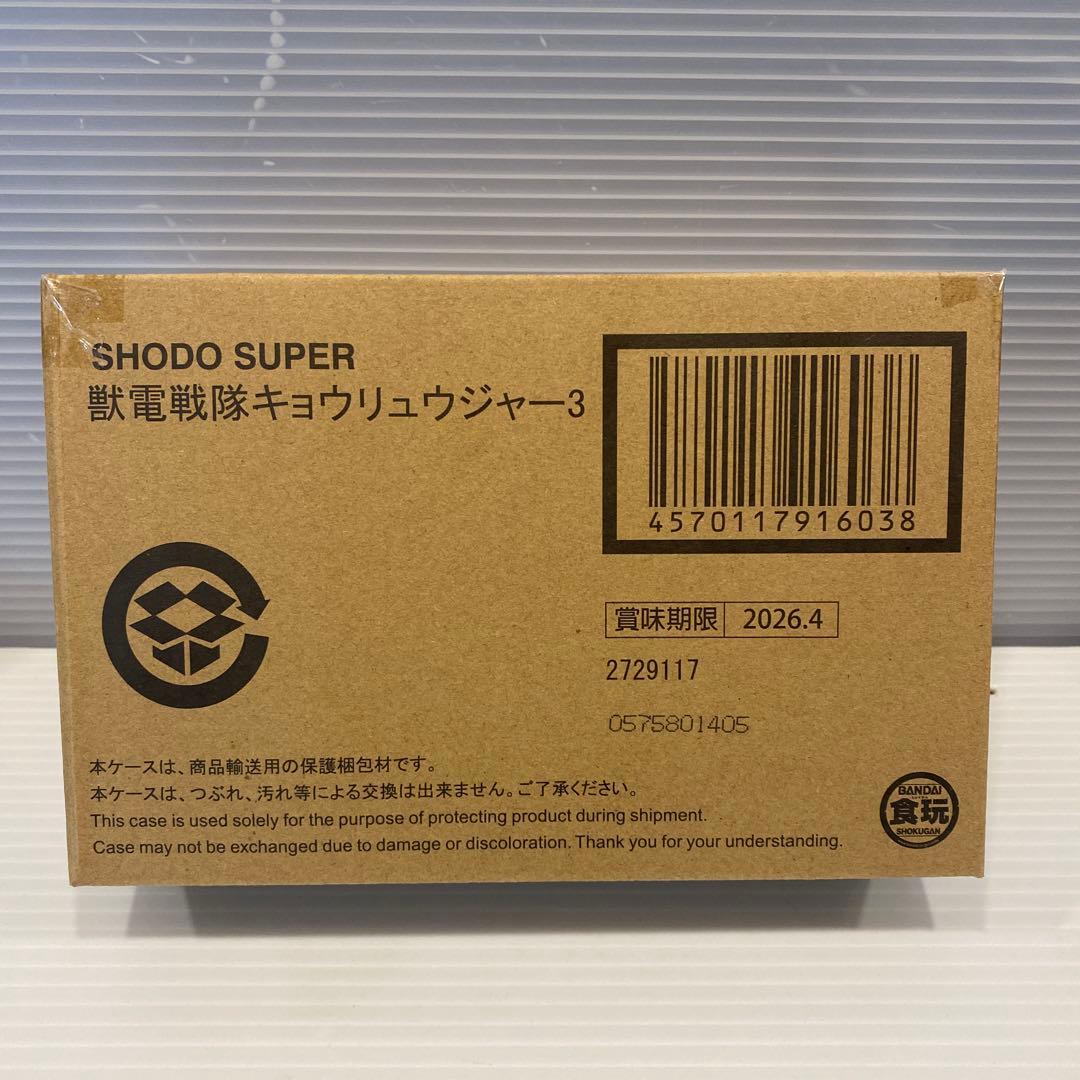 SHODO SUPER
獣電戦隊キョウリュウジャー3
4570117916038
賞味期限 2026.4
2729117
0575801405
本ケースは、商品輸送用の保護梱包材です。
本ケースは、つぶれ、汚れ等による交換は出来ません。ご了承ください。
This case is used solely for the purpose of protecting product during shipment.
Case may not be exchanged due to damage or discoloration. Thank you for your understanding.
BANDAI
食玩
SHOKUGAN